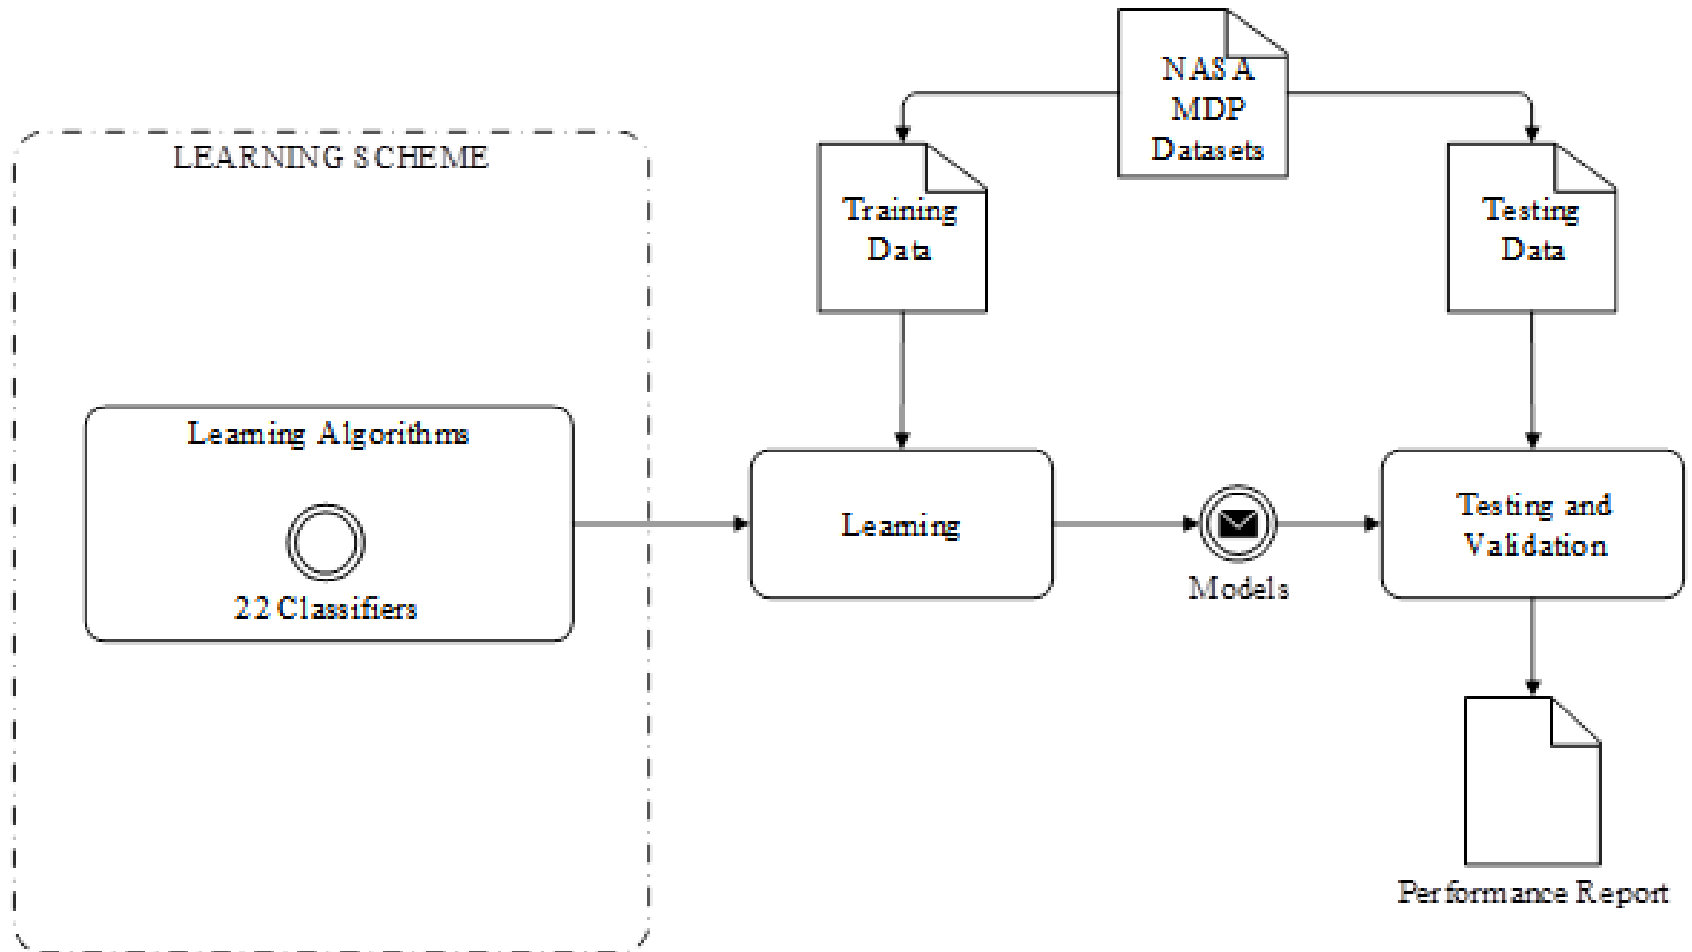 NASA
MDP
Datasets
LEARNING SCHEME
Training
Data
Testing
Data
Learning Algorithms
22 Classifiers
Learning
Models
Testing and
Validation
Performance Report